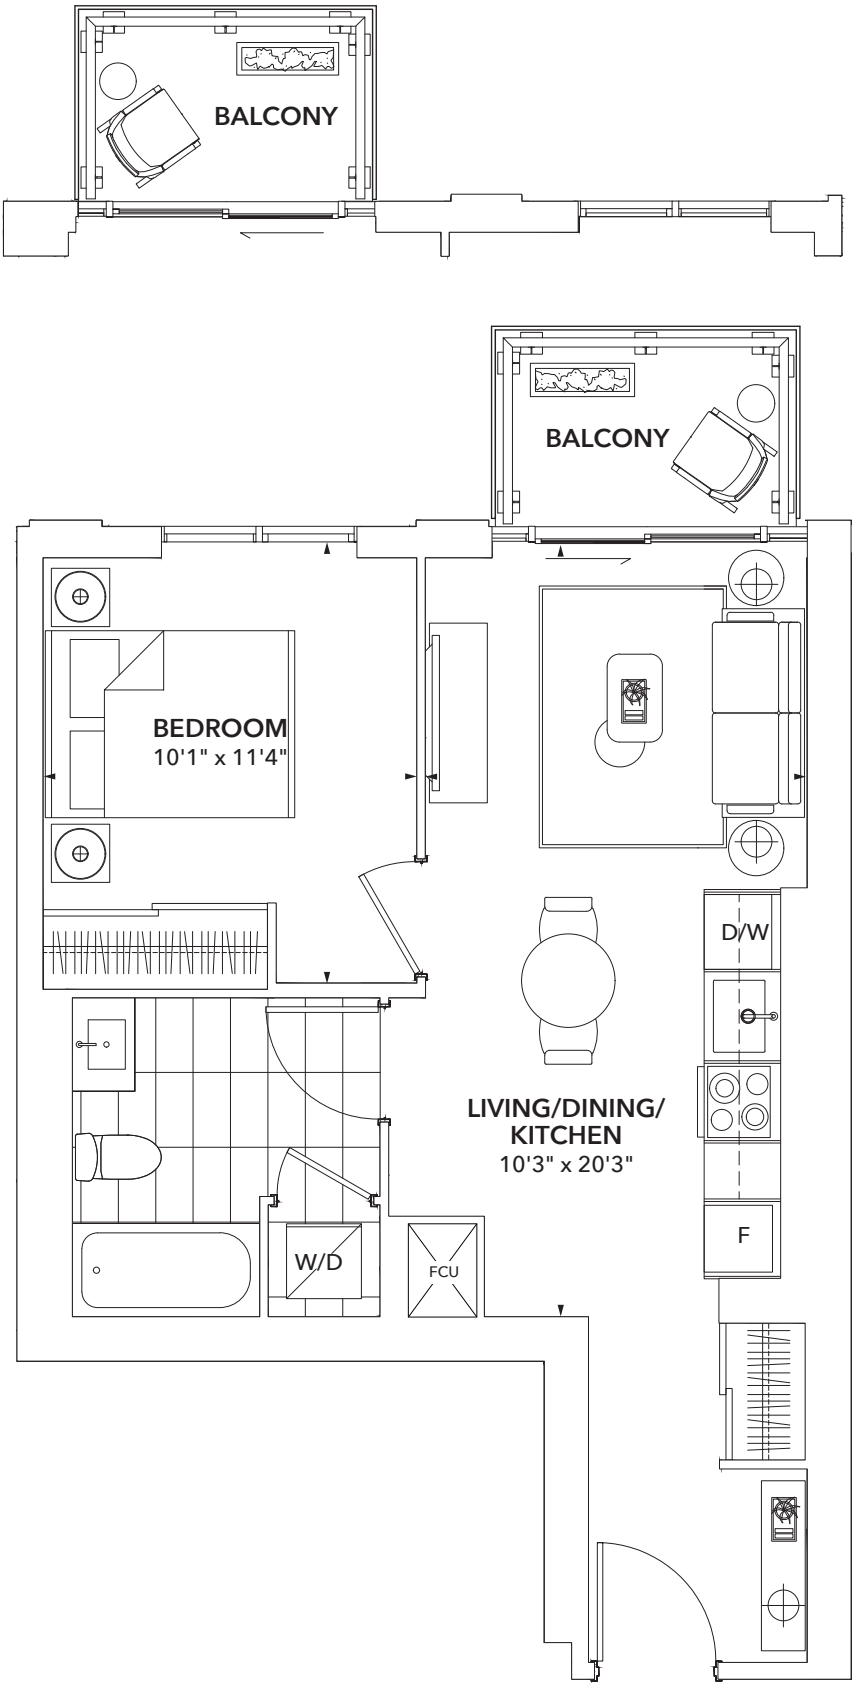 BALCONY
BALCONY
BEDROOM
10'1" x 11'4"
D/W
LIVING/DINING/
KITCHEN
10'3" x 20'3"
F
W/D
FCU